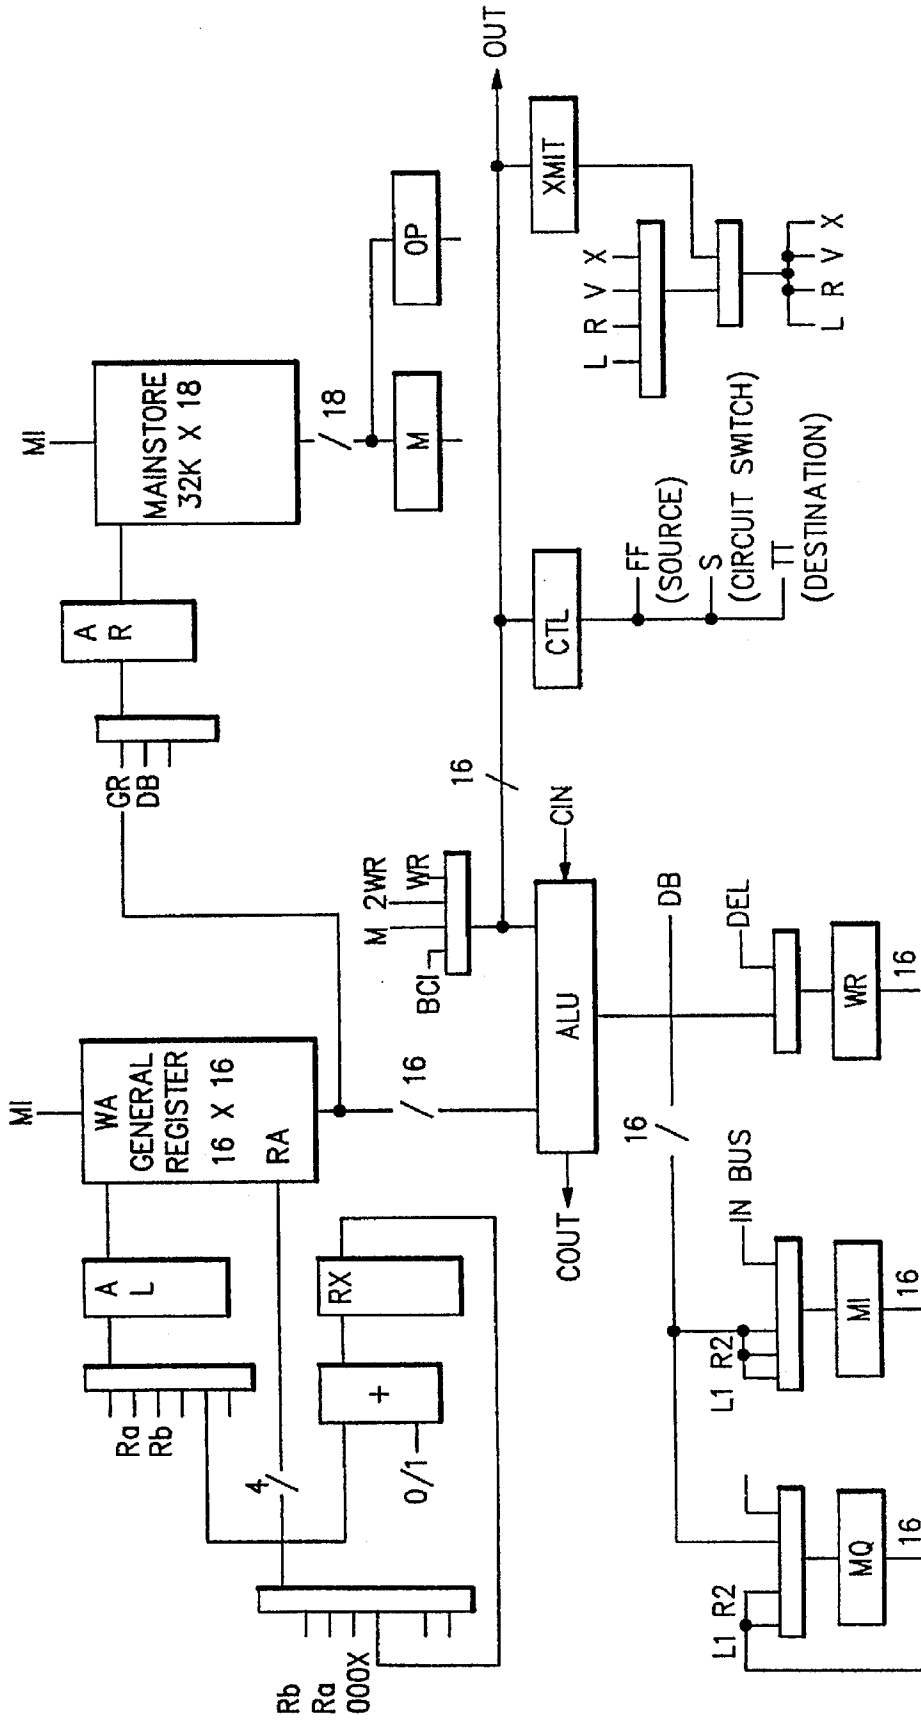 MI
MI
Ra
Rb
A
L
WA
GENERAL
REGISTER
16 X 16
RA
GR
DB
A
R
MAINSTORE
32K X 18
4
Rb
Ra
000X
0/1
+
RX
18
M
OP
16
BCI
M
2WR
WR
16
COUT
ALU
CIN
OUT
CTL
XMIT
FF
(SOURCE)
S
(CIRCUIT SWITCH)
TT
(DESTINATION)
L R V X
L R V X
16
DB
L1 R2
L1 R2
IN BUS
DEL
MQ
MI
WR
16
16
16